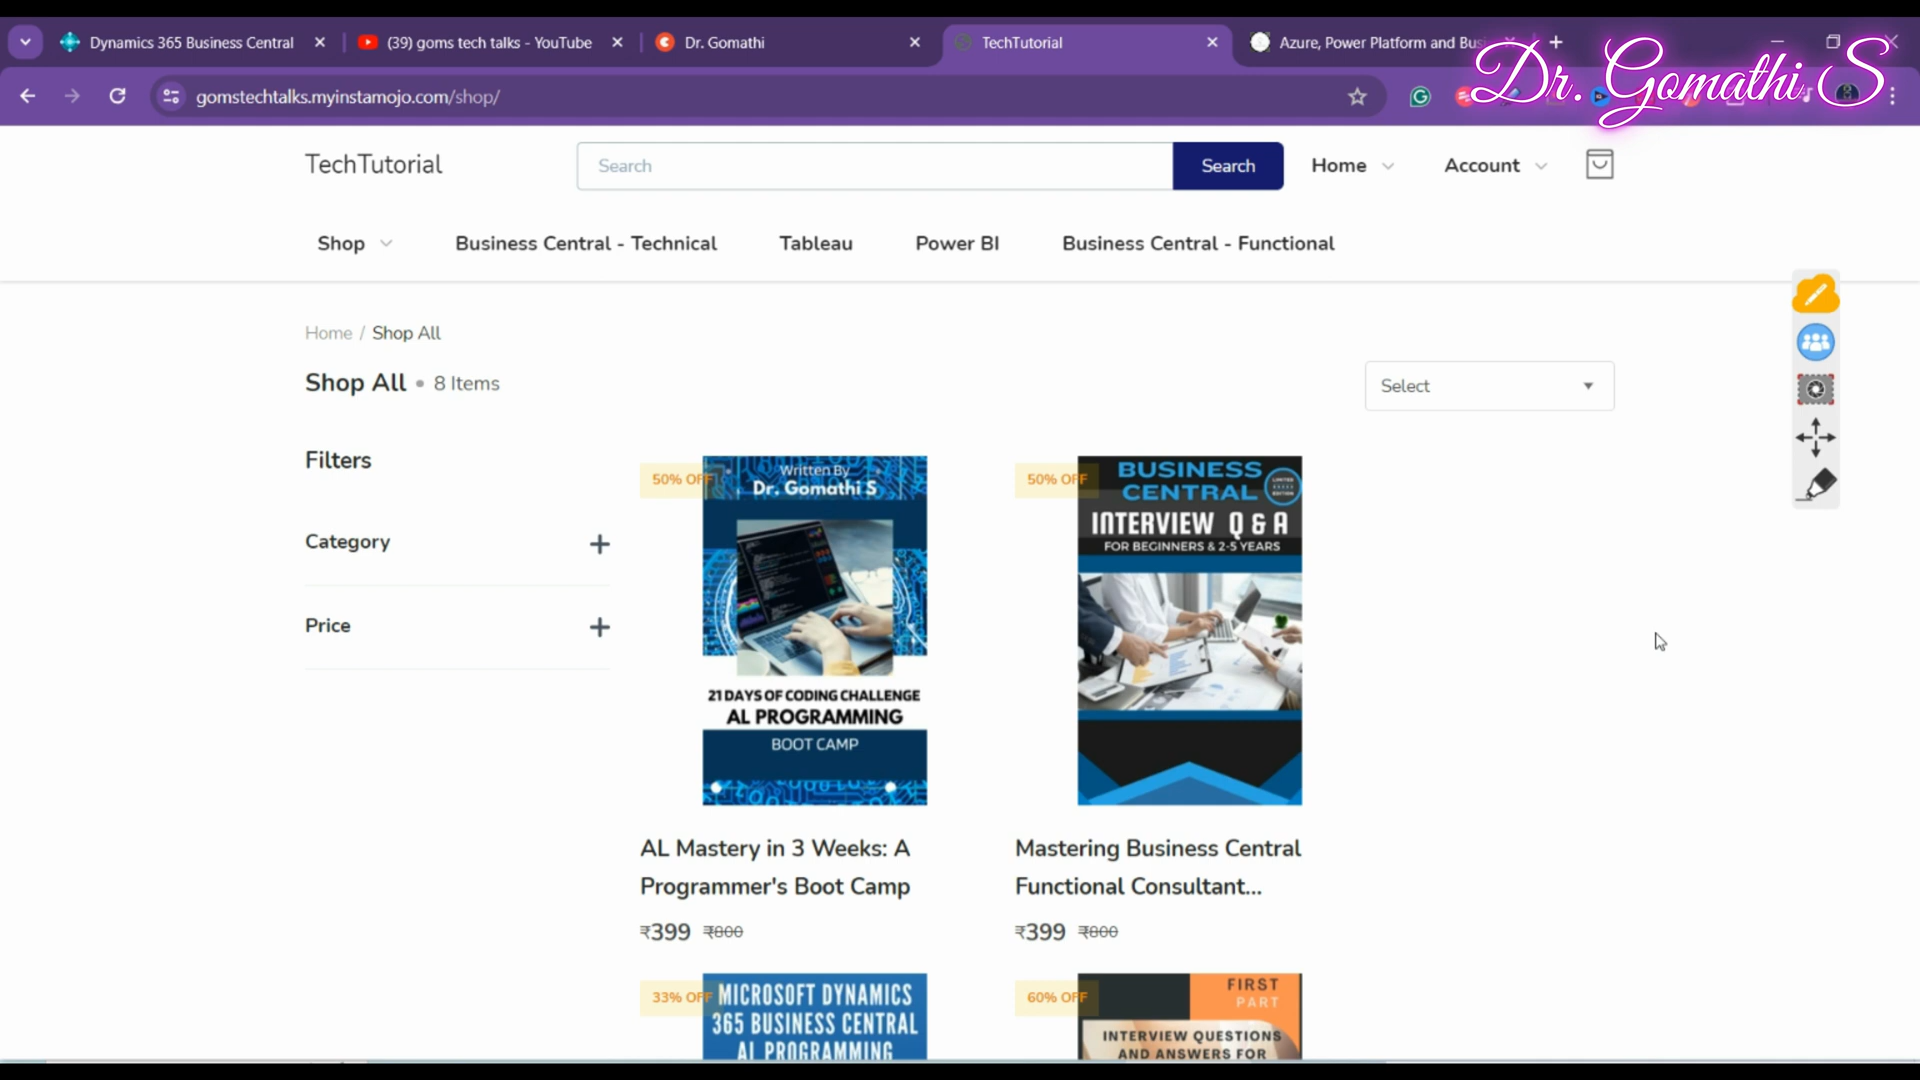 Dynamics 365 Business Central
(39) goms tech talks - YouTube
Dr. Gomathi
TechTutorial
Azure, Power Platform and Bus
Dr. Gomathi S
gomstechtalks.myinstamojo.com/shop/
TechTutorial
Search
Search
Home
Account
Shop
Business Central - Technical
Tableau
Power BI
Business Central - Functional
Home / Shop All
Shop All • 8 Items
Select
Filters
Category
Price
50% OFF
Written By
Dr. Gomathi S
21 DAYS OF CODING CHALLENGE
AL PROGRAMMING
BOOT CAMP
AL Mastery in 3 Weeks: A
Programmer's Boot Camp
₹399 ₹800
50% OFF
BUSINESS
CENTRAL
LIMITED
EDITION
INTERVIEW Q & A
FOR BEGINNERS & 2-5 YEARS
Mastering Business Central
Functional Consultant...
₹399 ₹800
33% OFF
MICROSOFT DYNAMICS
365 BUSINESS CENTRAL
AL PROGRAMMING
60% OFF
FIRST
PART
INTERVIEW QUESTIONS
AND ANSWERS FOR